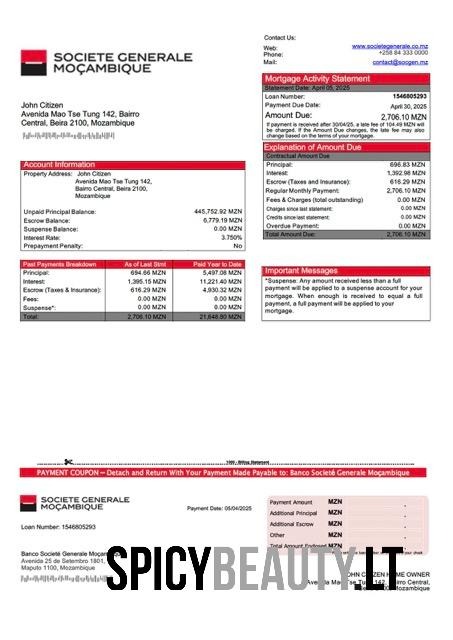 SOCIETE GENERALE
MOÇAMBIQUE
Contact Us:
Web: www.societegenerale.co.mz
Phone: +258 84 333 0000
Mail: contact@socgen.mz
Mortgage Activity Statement
Statement Date: April 05, 2025
Loan Number: 1546805293
Payment Due Date: April 30, 2025
Amount Due: 2,706.10 MZN
If payment is received after 30/04/25, a late fee of 104.49 MZN will
be charged. If the Amount Due changes, the late fee may also
change based on the terms of your mortgage.
John Citizen
Avenida Mao Tse Tung 142, Bairro
Central, Beira 2100, Mozambique
Explanation of Amount Due
Contractual Amount Due
Principal: 696.83 MZN
Interest: 1,392.98 MZN
Escrow (Taxes and Insurance): 616.29 MZN
Regular Monthly Payment: 2,706.10 MZN
Fees & Charges (total outstanding) 0.00 MZN
Charges since last statement: 0.00 MZN
Credits since last statement: 0.00 MZN
Overdue Payment: 0.00 MZN
Total Amount Due: 2,706.10 MZN
Account Information
Property Address: John Citizen
Avenida Mao Tse Tung 142,
Bairro Central, Beira 2100,
Mozambique
Unpaid Principal Balance: 445,752.92 MZN
Escrow Balance: 6,779.19 MZN
Suspense Balance: 0.00 MZN
Interest Rate: 3.750%
Prepayment Penalty: No
Past Payments Breakdown As of Last Stmt Paid Year to Date
Principal: 694.66 MZN 5,497.08 MZN
Interest: 1,395.15 MZN 11,221.40 MZN
Escrow (Taxes & Insurance): 616.29 MZN 4,930.32 MZN
Fees: 0.00 MZN 0.00 MZN
Suspense*: 0.00 MZN 0.00 MZN
Total: 2,706.10 MZN 21,648.80 MZN
Important Messages
*Suspense: Any amount received less than a full
payment will be applied to a suspense account for your
mortgage. When enough is received to equal a full
payment, a full payment will be applied to your
mortgage.
1000 - Billing Statement
PAYMENT COUPON – Detach and Return With Your Payment Made Payable to: Banco Societé Generale Moçambique
SOCIETE GENERALE
MOÇAMBIQUE
Payment Date: 05/04/2025
Loan Number: 1546805293
Payment Amount MZN
Additional Principal MZN
Additional Escrow MZN
Other MZN
Total Amount Enclosed MZN
Banco Societé Generale
Avenida 25 de Setembro 1801,
Maputo 1100, Mozambique
CITIZEN HOME OWNER
Mao Tse Tung 142, Bairro Central,
SPICYBEAUTY.IT